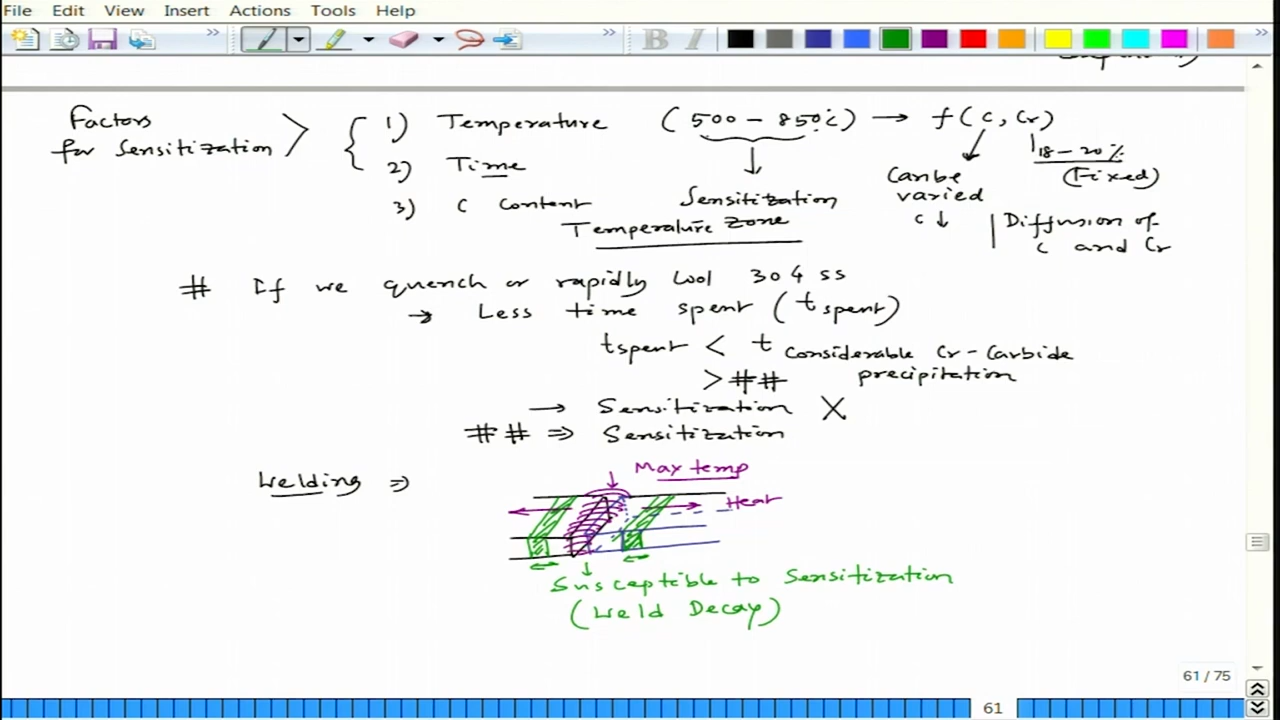 File Edit View Insert Actions Tools Help
B I
Factors for Sensitization > { 1) Temperature (500 - 850°C) → f(C, Cr)
18-20% (Fixed)
2) Time
Can be varied C↓
3) C Content
Sensitization Temperature Zone
Diffusion of C and Cr
# If we quench or rapidly cool 304 SS
→ Less time spent (tspent)
tspent < t Considerable Cr-Carbide precipitation
> ##
→ Sensitization X
## ⇒ Sensitization
Welding ⇒
Max temp
Heat
Susceptible to Sensitization
(Weld Decay)
61 / 75
61